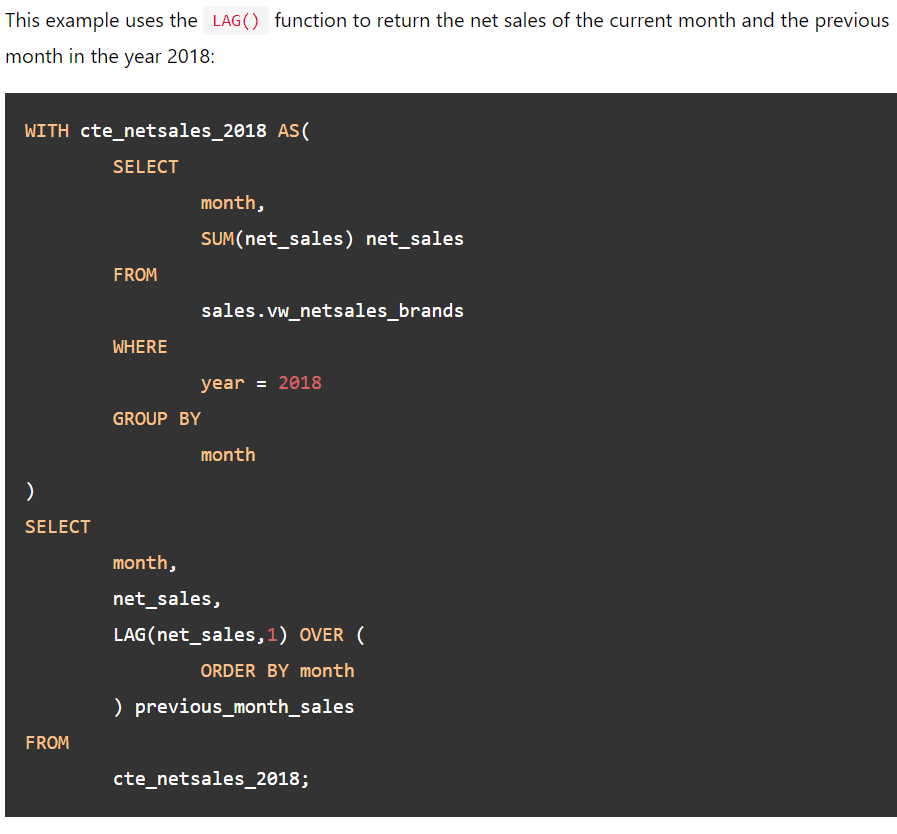 This example uses the LAG() function to return the net sales of the current month and the previous
month in the year 2018:
WITH cte_netsales_2018 AS(
SELECT
month,
SUM(net_sales) net_sales
FROM
sales.vw_netsales_brands
WHERE
year = 2018
GROUP BY
month
)
SELECT
month,
net_sales,
LAG(net_sales,1) OVER (
ORDER BY month
) previous_month_sales
FROM
cte_netsales_2018;